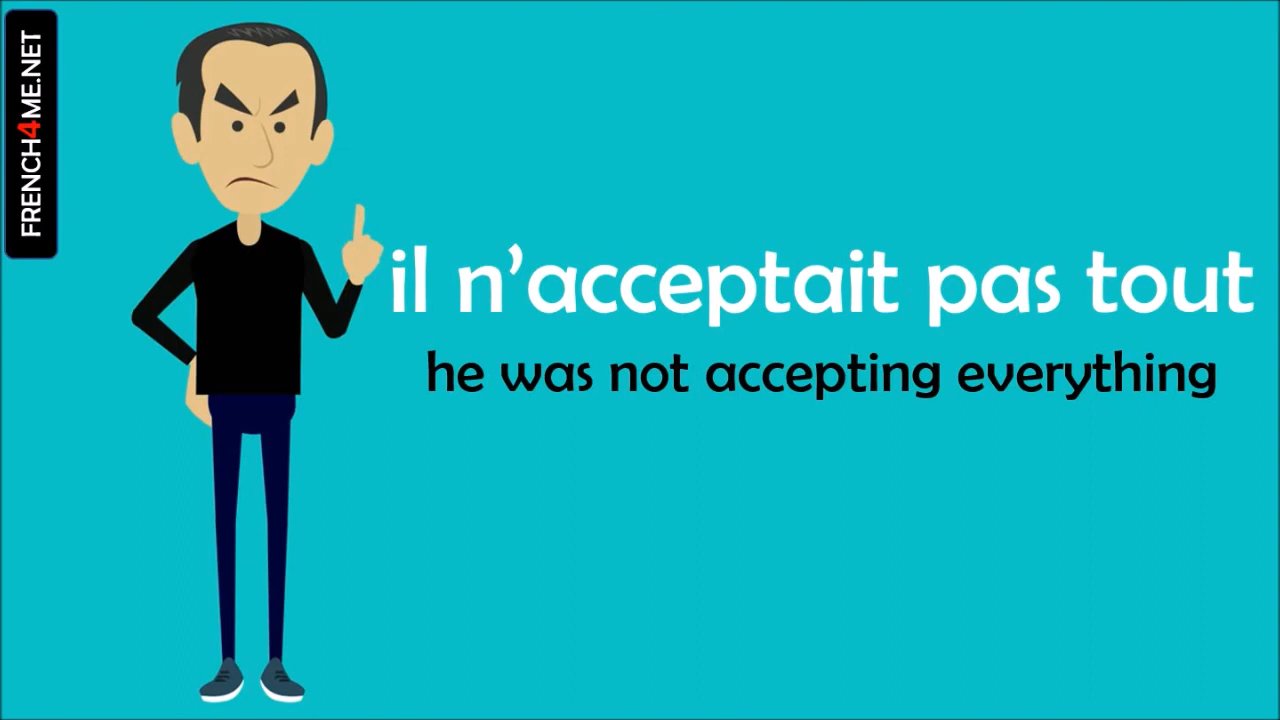 FRENCH4ME.NET
il n’acceptait pas tout
he was not accepting everything